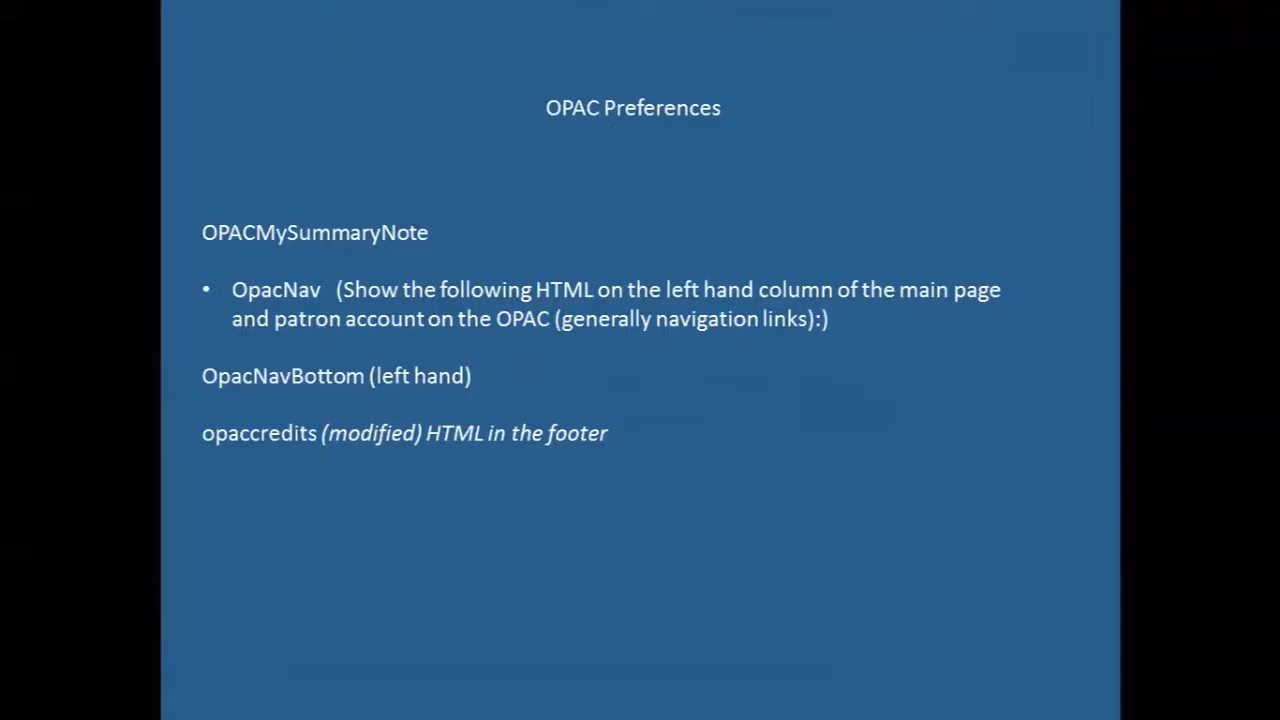 OPAC Preferences
OPACMySummaryNote
• OpacNav (Show the following HTML on the left hand column of the main page
and patron account on the OPAC (generally navigation links):)
OpacNavBottom (left hand)
opaccredits (modified) HTML in the footer